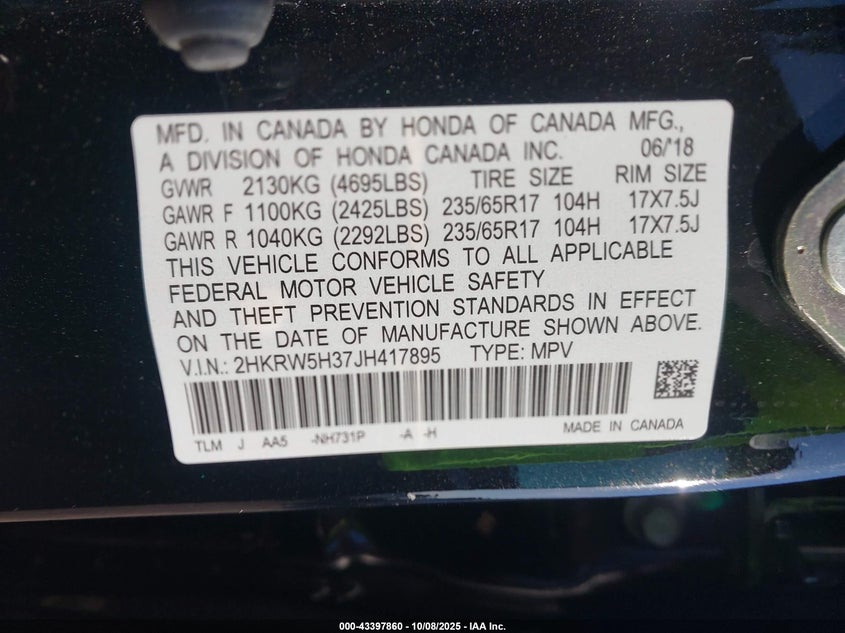 MFD. IN CANADA BY HONDA OF CANADA MFG.,
A DIVISION OF HONDA CANADA INC. 06/'18
GVWR 2130KG (4695LBS) TIRE SIZE RIM SIZE
GAWR F 1100KG (2425LBS) 235/65R17 104H 17X7.5J
GAWR R 1040KG (2292LBS) 235/65R17 104H 17X7.5J
THIS VEHICLE CONFORMS TO ALL APPLICABLE
FEDERAL MOTOR VEHICLE SAFETY
AND THEFT PREVENTION STANDARDS IN EFFECT
ON THE DATE OF MANUFACTURE SHOWN ABOVE.
V.I.N.: 2HKRW5H37JH417895 TYPE: MPV
TLM J AA5 -NH731P -A -H MADE IN CANADA
000-43397860 - 10/08/2025 - IAA Inc.